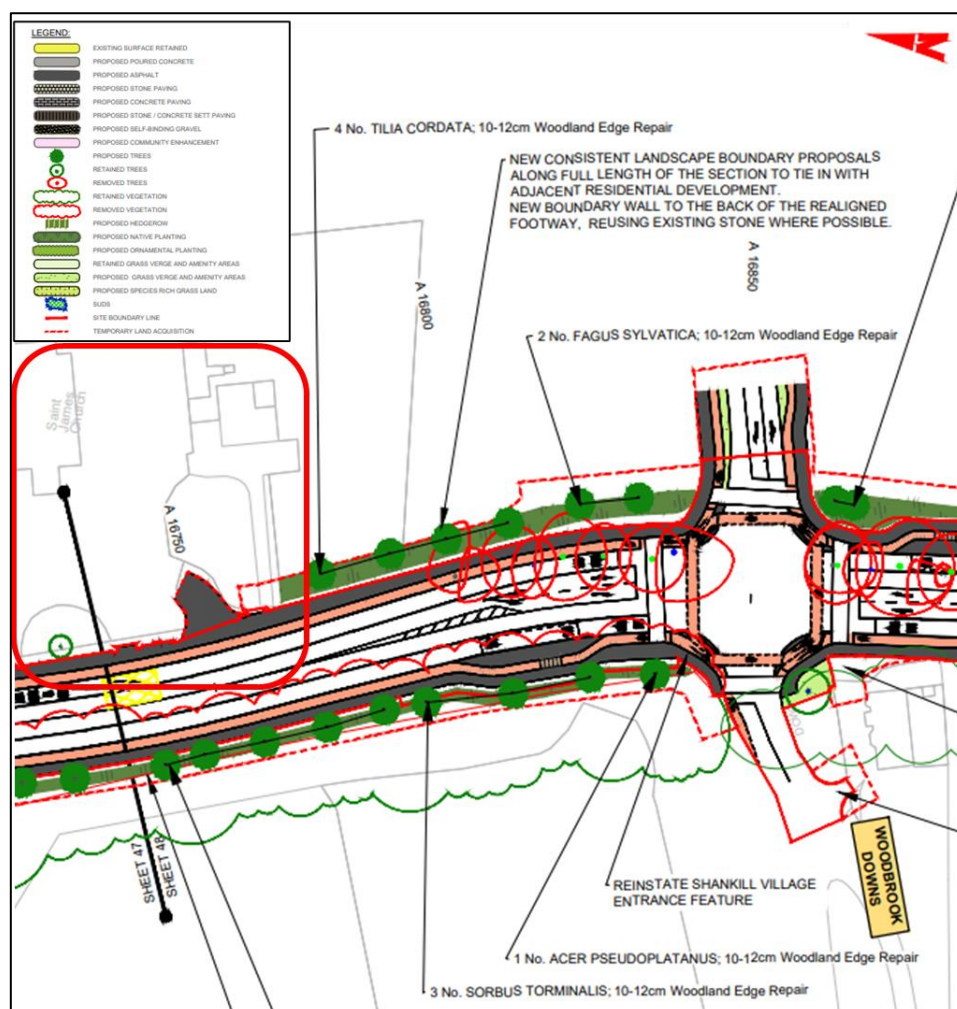 LEGEND:
EXISTING SURFACE RETAINED
PROPOSED POURED CONCRETE
PROPOSED ASPHALT
PROPOSED STONE PAVING
PROPOSED CONCRETE PAVING
PROPOSED STONE / CONCRETE SETT PAVING
PROPOSED SELF-BINDING GRAVEL
PROPOSED COMMUNITY ENHANCEMENT
PROPOSED TREES
RETAINED TREES
REMOVED TREES
RETAINED VEGETATION
REMOVED VEGETATION
PROPOSED HEDGEROW
PROPOSED NATIVE PLANTING
PROPOSED ORNAMENTAL PLANTING
RETAINED GRASS VERGE AND AMENITY AREAS
PROPOSED GRASS VERGE AND AMENITY AREAS
PROPOSED SPECIES RICH GRASS LAND
SUDS
SITE BOUNDARY LINE
TEMPORARY LAND ACQUISITION
N
4 No. TILIA CORDATA; 10-12cm Woodland Edge Repair
NEW CONSISTENT LANDSCAPE BOUNDARY PROPOSALS
ALONG FULL LENGTH OF THE SECTION TO TIE IN WITH
ADJACENT RESIDENTIAL DEVELOPMENT.
NEW BOUNDARY WALL TO THE BACK OF THE REALIGNED
FOOTWAY, REUSING EXISTING STONE WHERE POSSIBLE.
A 16800
A 16850
2 No. FAGUS SYLVATICA; 10-12cm Woodland Edge Repair
Saint
James
Church
A 16750
SHEET 47
SHEET 48
WOODBROOK
DOWNS
REINSTATE SHANKILL VILLAGE
ENTRANCE FEATURE
1 No. ACER PSEUDOPLATANUS; 10-12cm Woodland Edge Repair
3 No. SORBUS TORMINALIS; 10-12cm Woodland Edge Repair